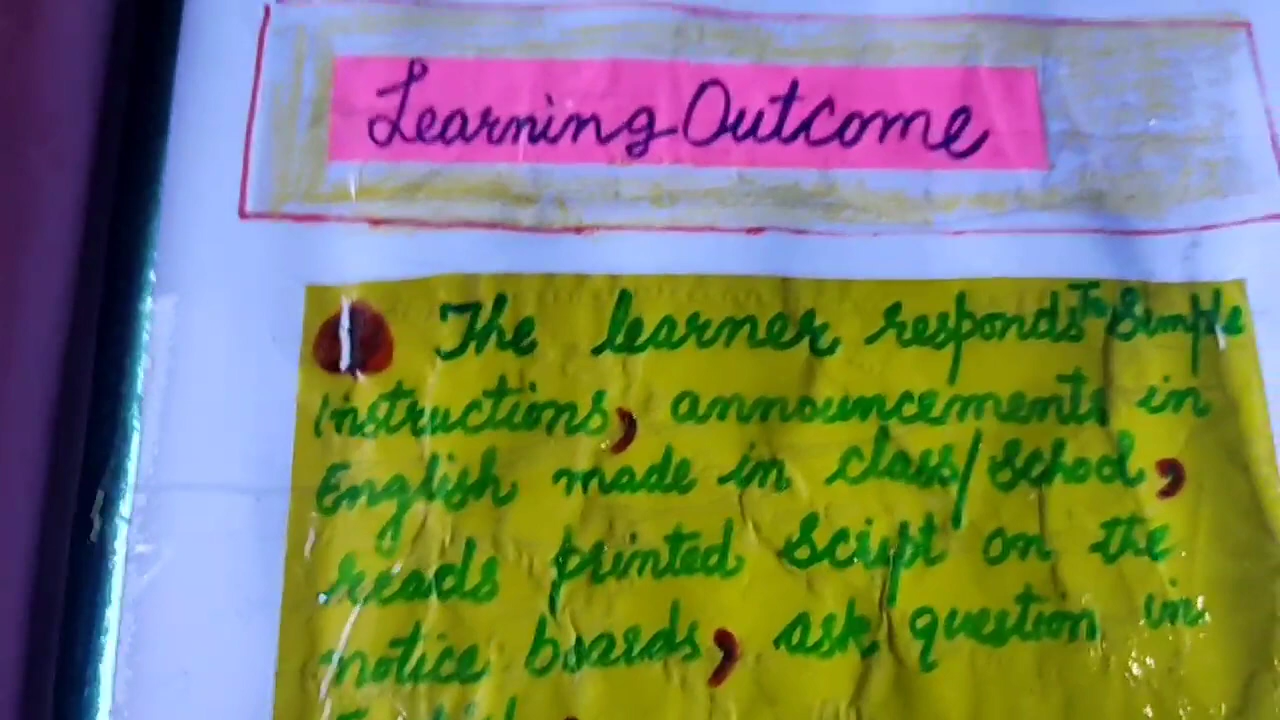 Learning Outcome
1 The learner responds To Simple
instructions, announcements in
English made in class/School,
reads printed Script on the
notice boards, ask question in